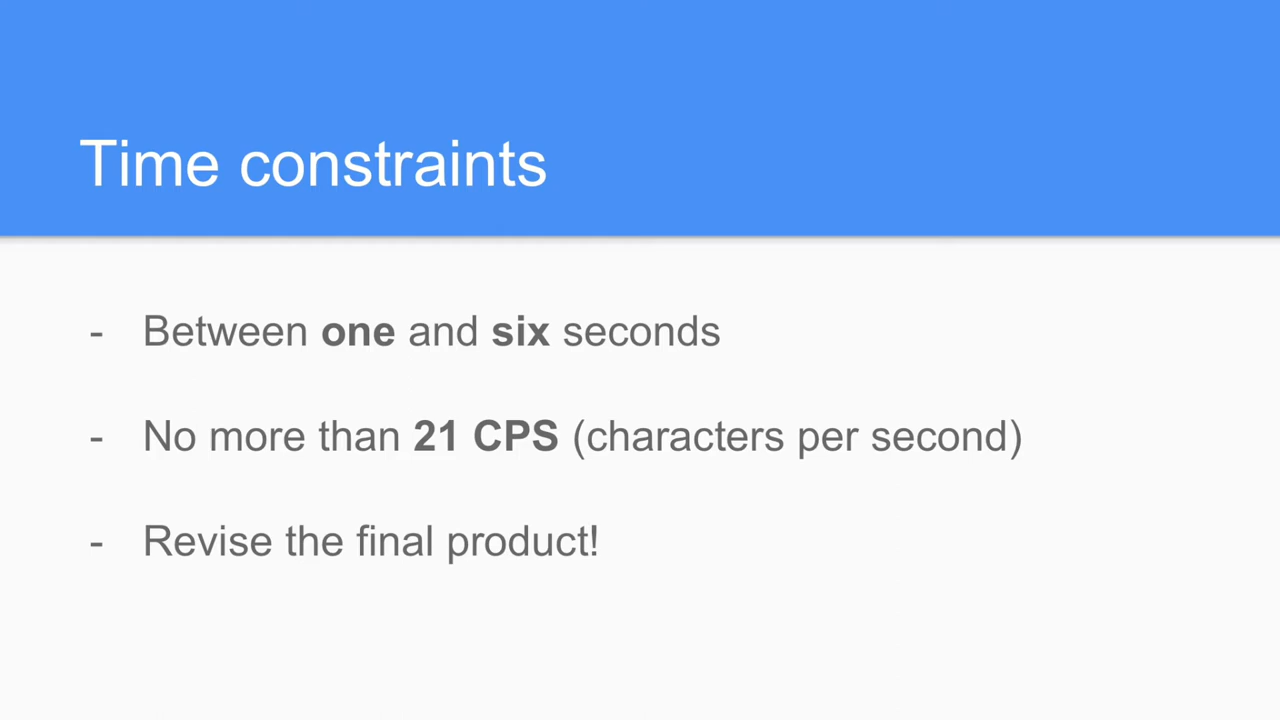 Time constraints
- Between one and six seconds
- No more than 21 CPS (characters per second)
- Revise the final product!